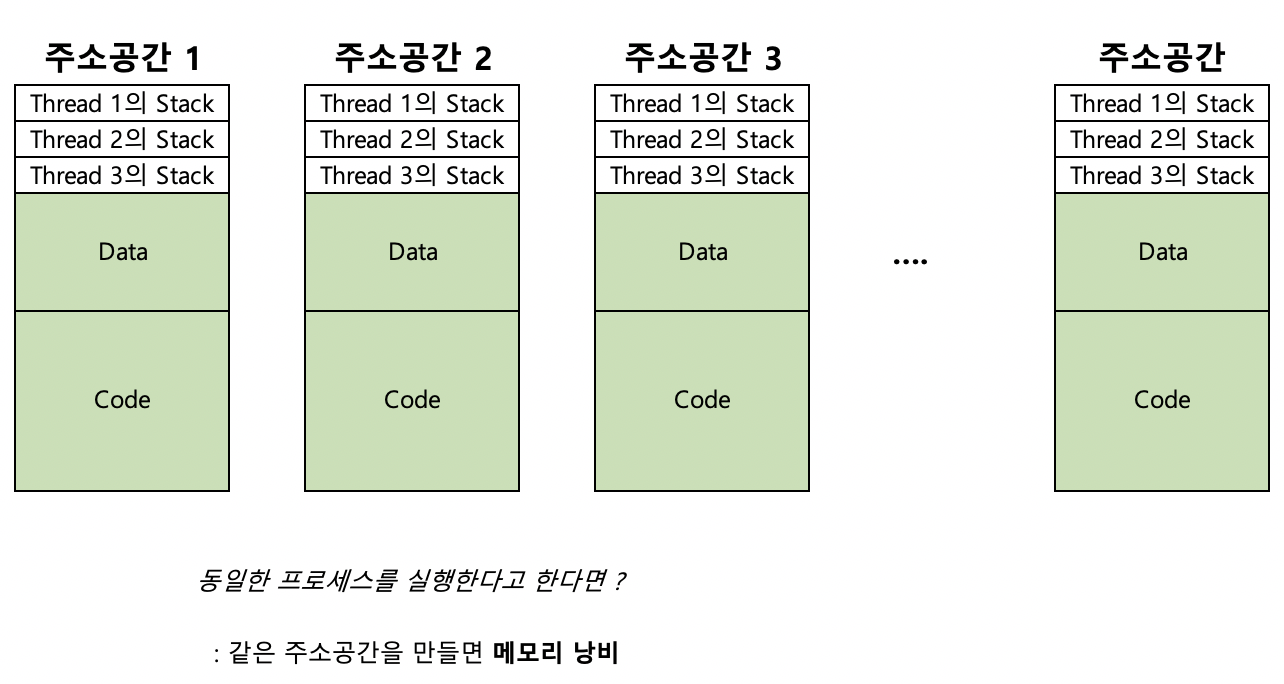 주소공간 1
주소공간 2
주소공간 3
주소공간
Thread 1의 Stack
Thread 1의 Stack
Thread 1의 Stack
Thread 1의 Stack
Thread 2의 Stack
Thread 2의 Stack
Thread 2의 Stack
Thread 2의 Stack
Thread 3의 Stack
Thread 3의 Stack
Thread 3의 Stack
Thread 3의 Stack
Data
Data
Data
....
Data
Code
Code
Code
Code
동일한 프로세스를 실행한다고 한다면 ?
: 같은 주소공간을 만들면 메모리 낭비